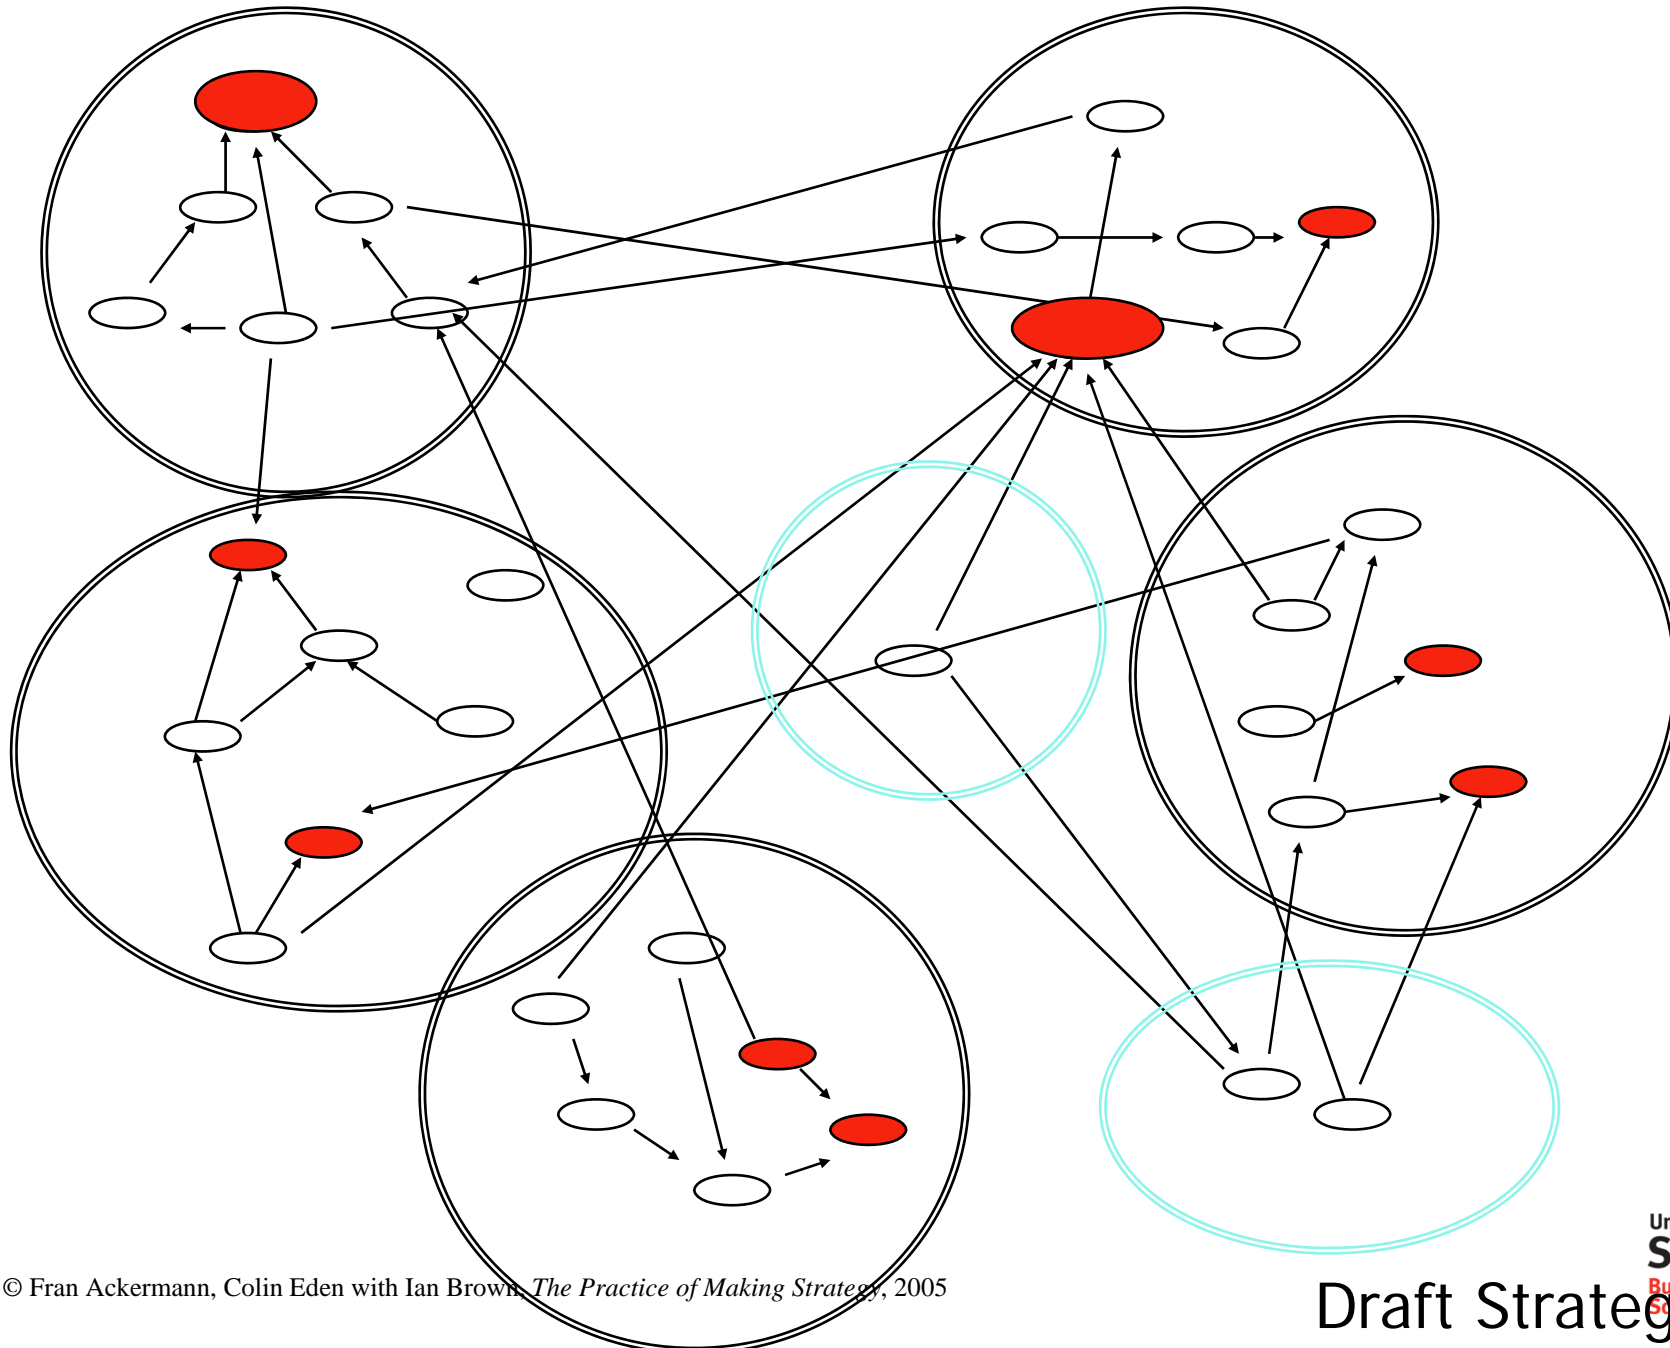 © Fran Ackermann, Colin Eden with Ian Brown, The Practice of Making Strategy, 2005
Draft Strateg